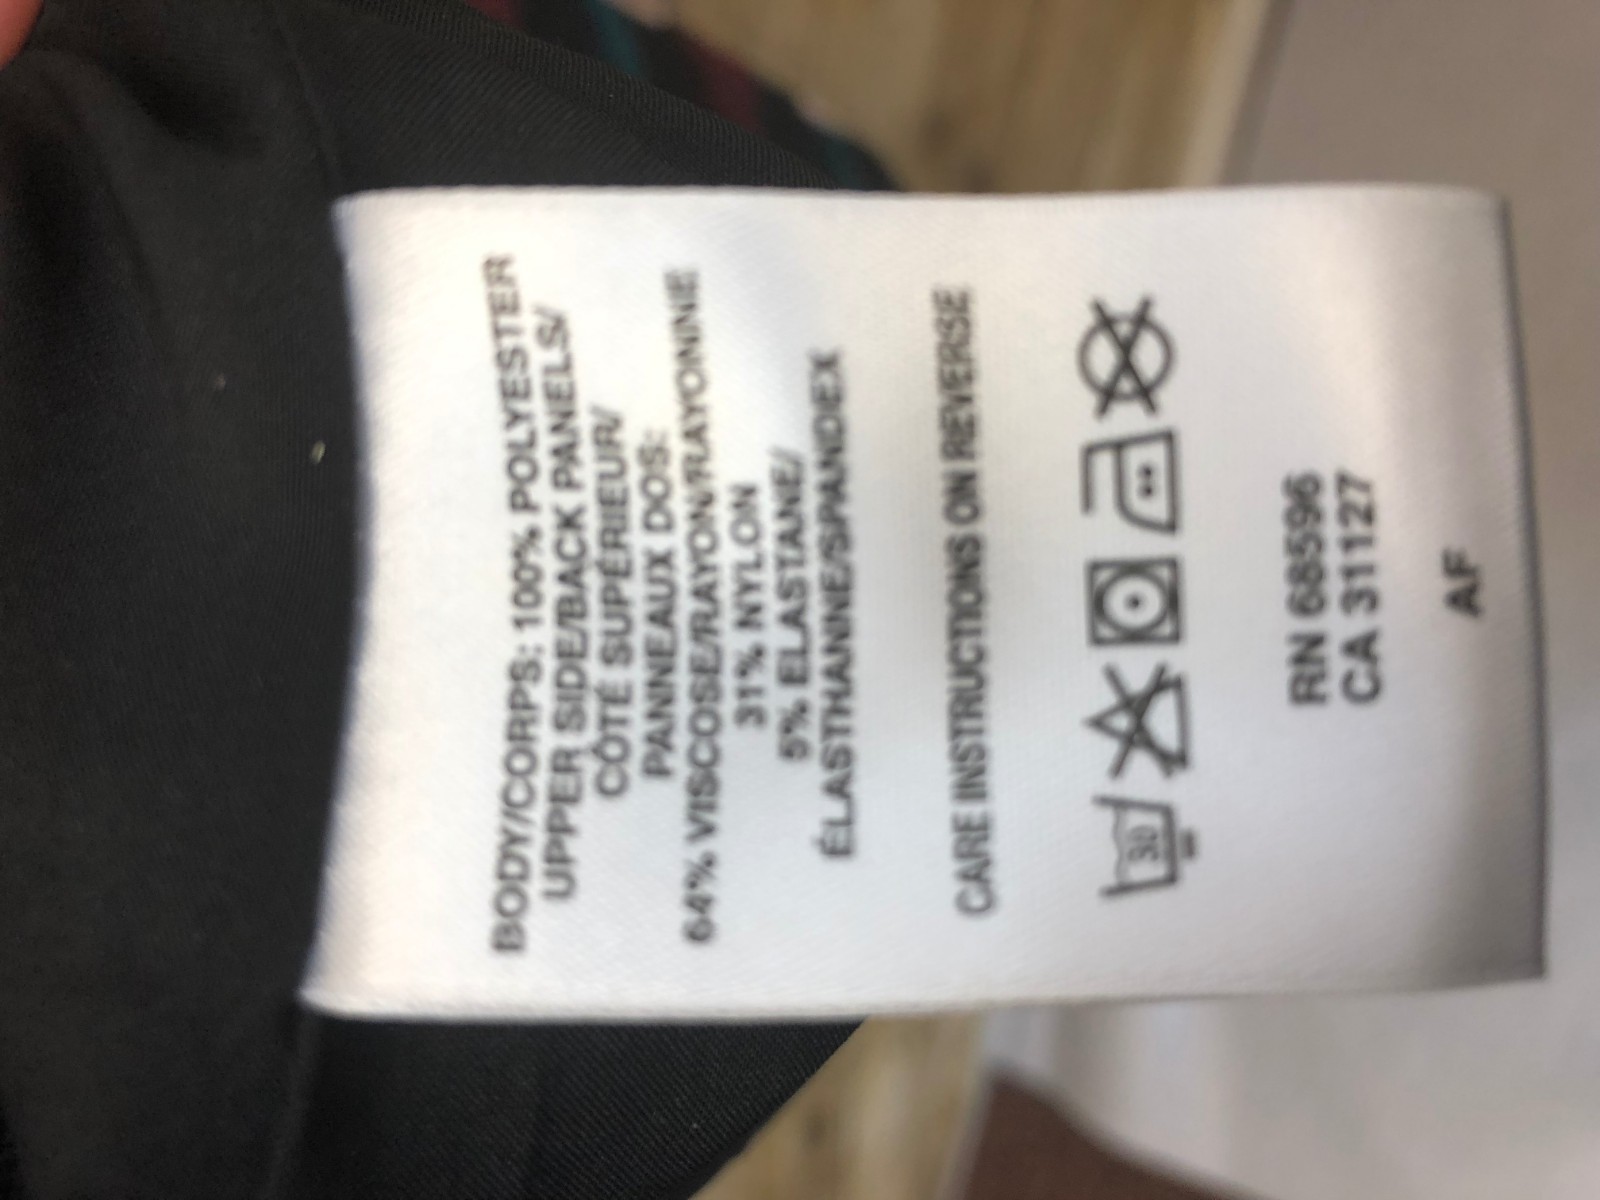 BODY/CORPS: 100% POLYESTER
UPPER SIDE/BACK PANELS/
CÔTÉ SUPÉRIEUR/
PANNEAUX DOS:
64% VISCOSE/RAYON/RAYONNE
31% NYLON
5% ELASTANE/
ÉLASTHANNE/SPANDEX
CARE INSTRUCTIONS ON REVERSE
30
RN 68596
CA 31127
AF